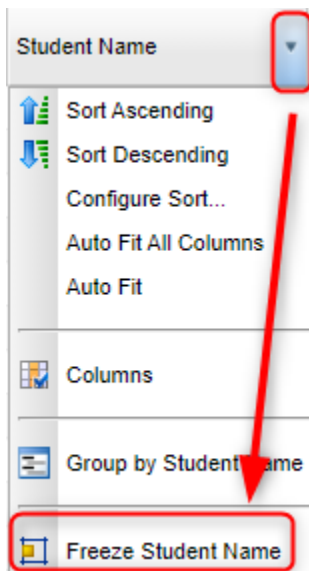 Student Name
Sort Ascending
Sort Descending
Configure Sort...
Auto Fit All Columns
Auto Fit
Columns
Group by Student Name
Freeze Student Name